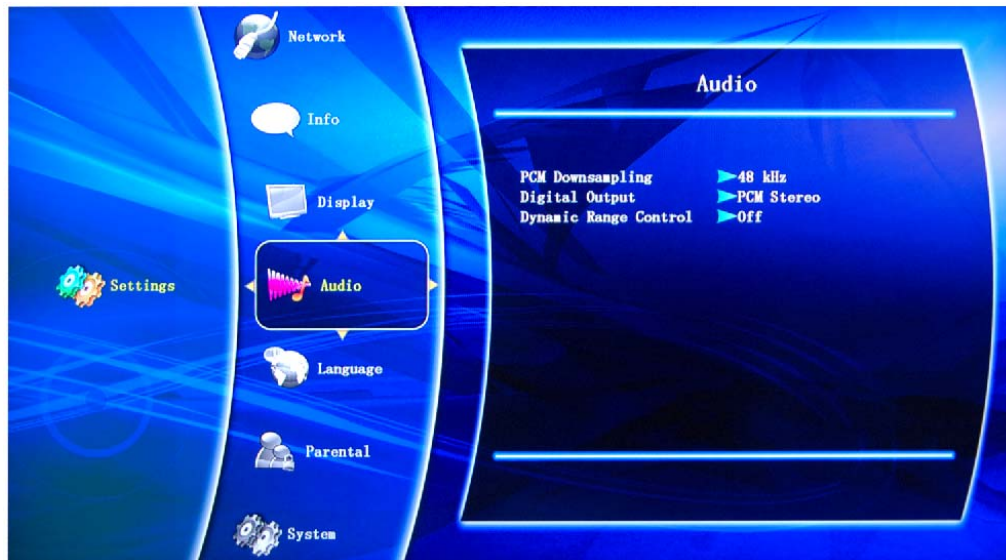 Settings
Network
Info
Display
Audio
Language
Parental
System
Audio
PCM Downsampling 48 kHz
Digital Output PCM Stereo
Dynamic Range Control Off